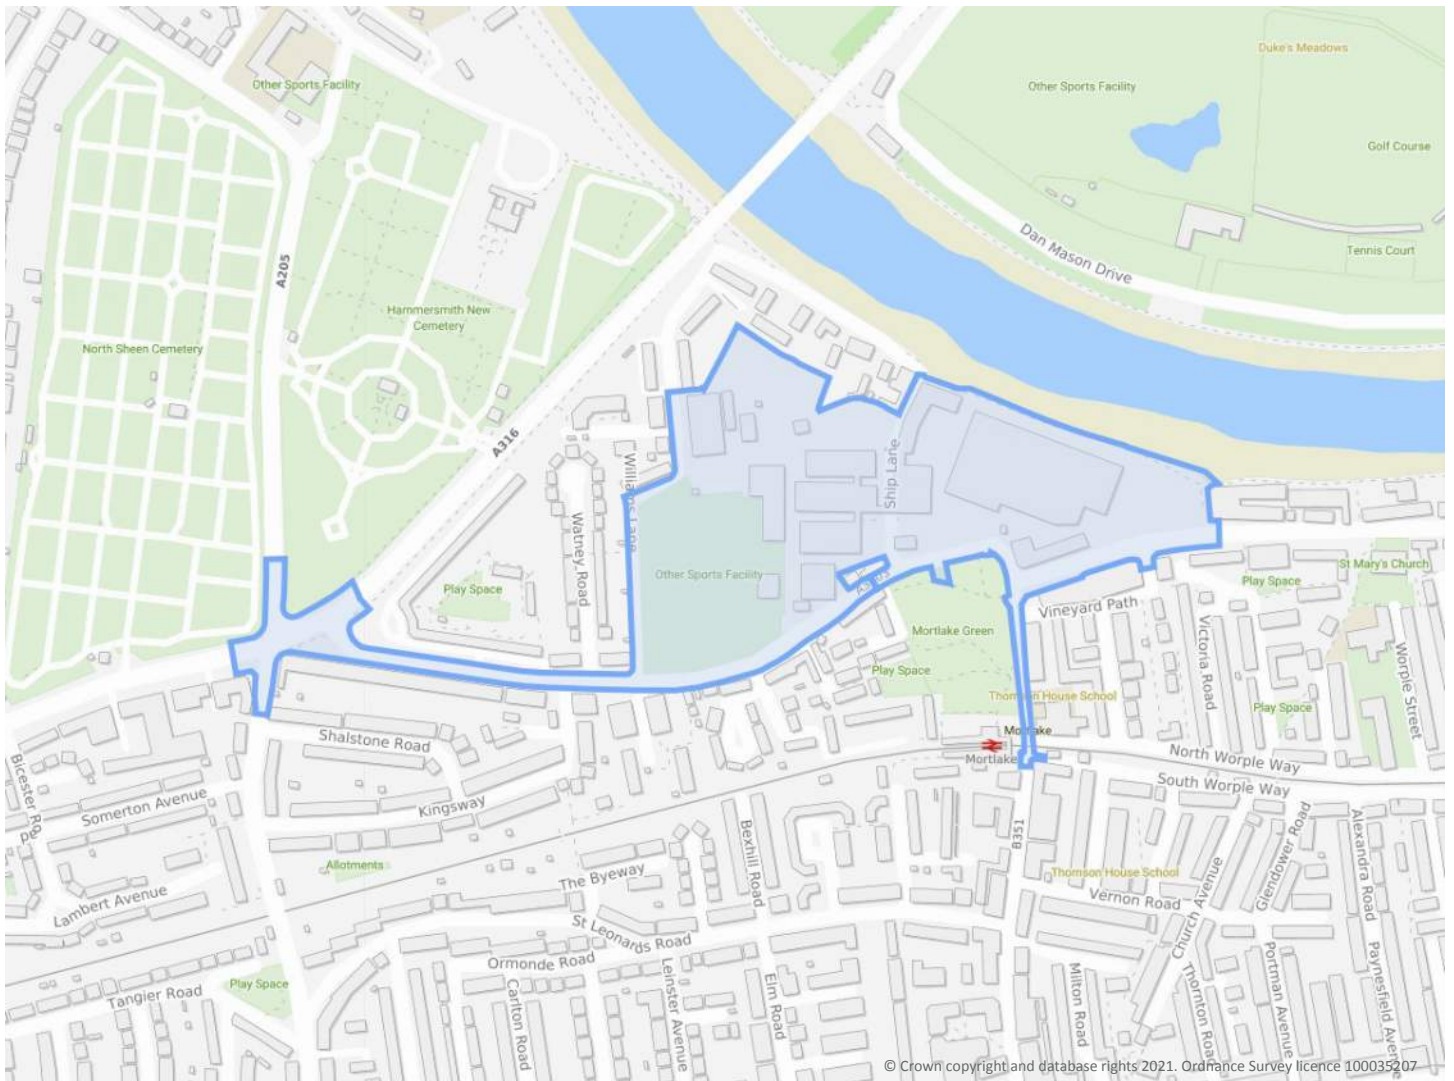 Duke's Meadows
Other Sports Facility
Other Sports Facility
Golf Course
Dan Mason Drive
Tennis Court
A205
Hammersmith New
Cemetery
North Sheen Cemetery
A316
Ship Lane
Williams Lane
Watney Road
Other Sports Facility
Play Space
St Mary's Church
Play Space
Vineyard Path
Mortlake Green
Victoria Road
Worple Street
Play Space
Thomson House School
Play Space
Mortlake
Mortlake
Shalstone Road
North Worple Way
South Worple Way
Somerton Avenue
Kingsway
Bexhill Road
B351
Glendower Road
Alexandra Road
Allotments
The Byeway
Thomson House School
Vernon Road
Church Avenue
Lambert Avenue
St Leonards Road
Ormonde Road
Leinster Avenue
Carlton Road
Elm Road
Milton Road
Thornton Road
Portman Avenue
Paynesfield Avenue
Play Space
Tangier Road
© Crown copyright and database rights 2021. Ordnance Survey licence 100035207